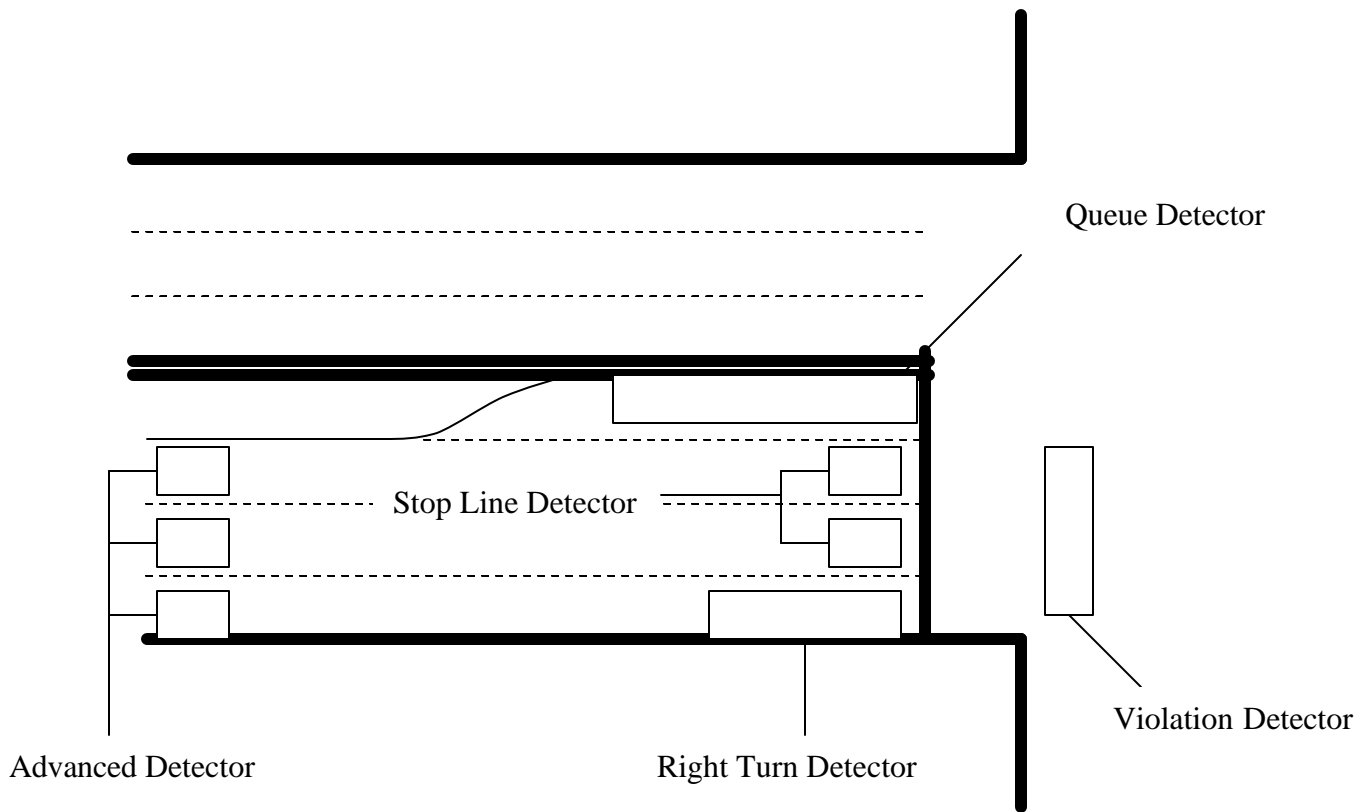 Queue Detector
Stop Line Detector
Violation Detector
Advanced Detector
Right Turn Detector